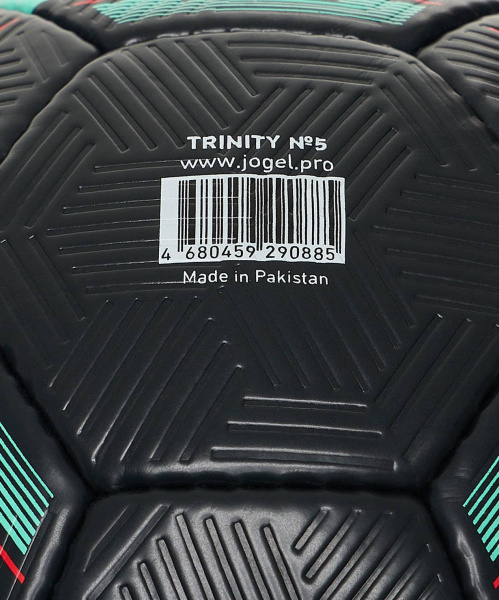 TRINITY №5
www.jogel.pro
4 680459 290885
Made in Pakistan